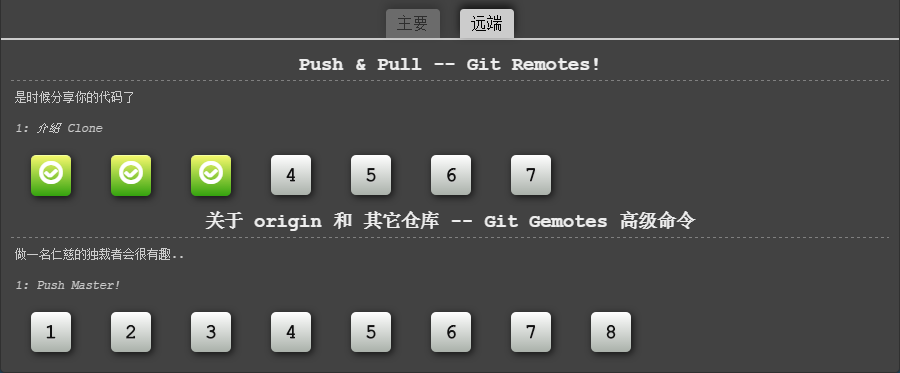 主要 远端
Push & Pull -- Git Remotes!
是时候分享你的代码了
1: 介绍 Clone
4 5 6 7
关于 origin 和 其它仓库 -- Git Gemotes 高级命令
做一名仁慈的独裁者会很有趣..
1: Push Master!
1 2 3 4 5 6 7 8